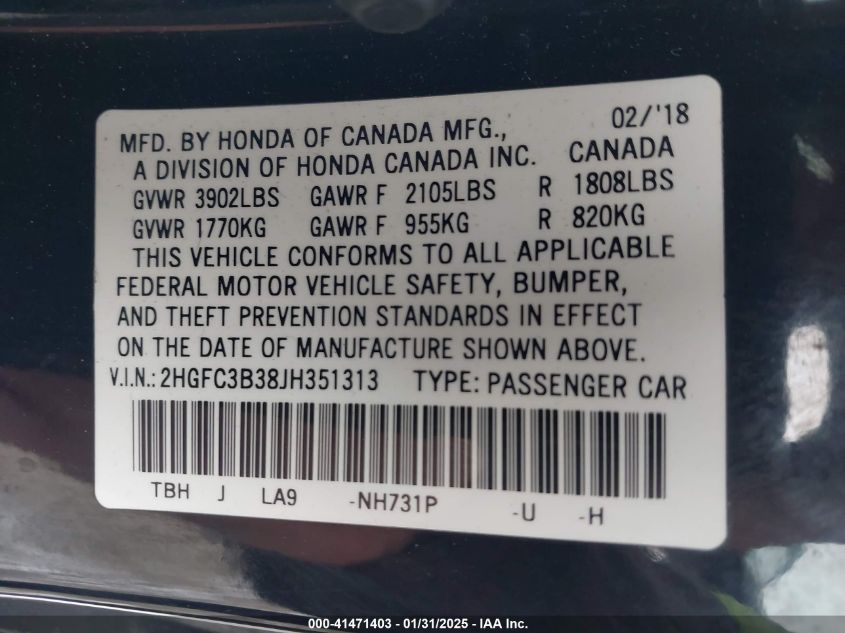 02/'18
MFD. BY HONDA OF CANADA MFG.,
A DIVISION OF HONDA CANADA INC. CANADA
GVWR 3902LBS GAWR F 2105LBS R 1808LBS
GVWR 1770KG GAWR F 955KG R 820KG
THIS VEHICLE CONFORMS TO ALL APPLICABLE
FEDERAL MOTOR VEHICLE SAFETY, BUMPER,
AND THEFT PREVENTION STANDARDS IN EFFECT
ON THE DATE OF MANUFACTURE SHOWN ABOVE.
V.I.N.: 2HGFC3B38JH351313 TYPE: PASSENGER CAR
TBH J LA9 -NH731P -U -H
000-41471403 - 01/31/2025 - IAA Inc.